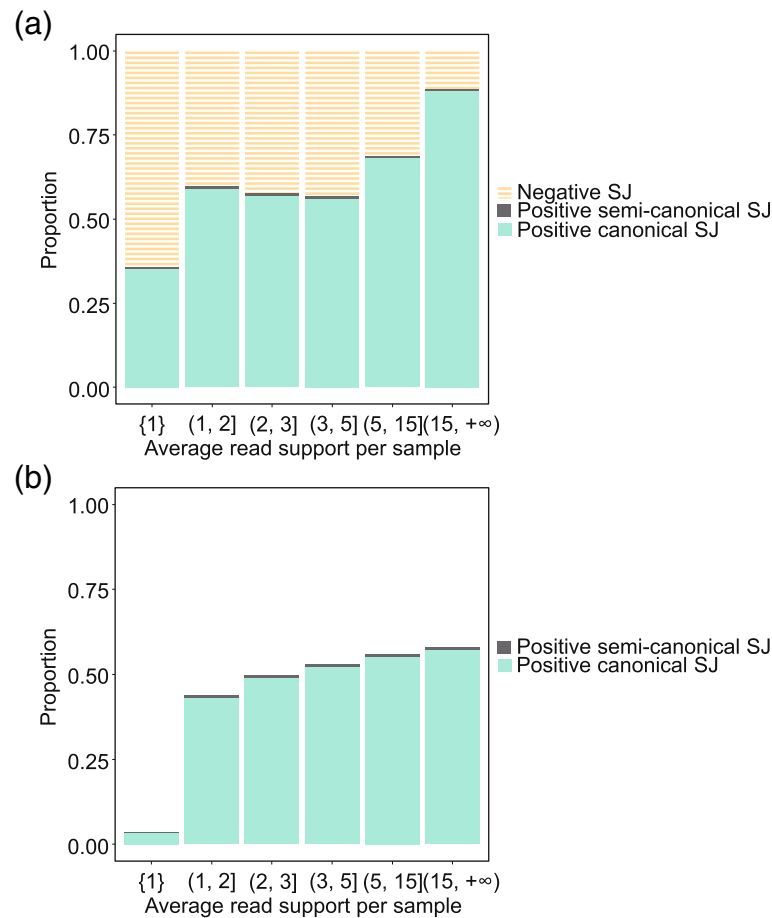 (a)
1.00
0.75
0.50
0.25
0.00
Proportion
{1} (1, 2] (2, 3] (3, 5] (5, 15] (15, +∞)
Average read support per sample
Negative SJ
Positive semi-canonical SJ
Positive canonical SJ
(b)
1.00
0.75
0.50
0.25
0.00
Proportion
{1} (1, 2] (2, 3] (3, 5] (5, 15] (15, +∞)
Average read support per sample
Positive semi-canonical SJ
Positive canonical SJ